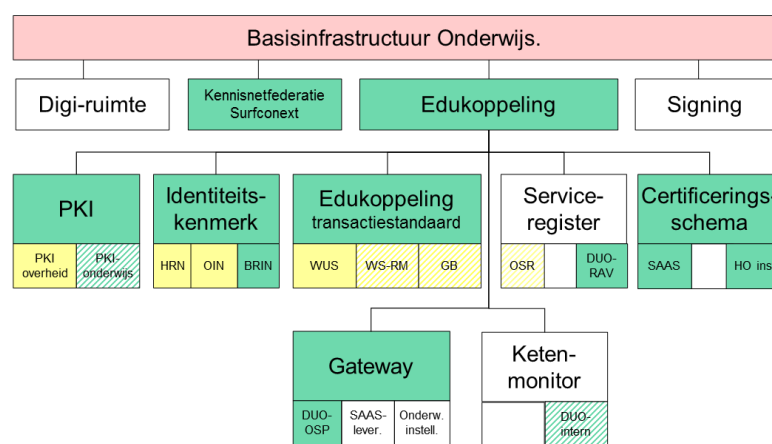 Basisinfrastructuur Onderwijs.
Digi-ruimte
Kennisnetfederatie
Surfconext
Edukoppeling
Signing
PKI
PKI
overheid
PKI-
onderwijs
Identiteits-
kenmerk
HRN
OIN
BRIN
Edukoppeling
transactiestandaard
WUS
WS-RM
GB
Service-
register
OSR
DUO-
RAV
Certificerings-
schema
SAAS
HO ins
Gateway
DUO-
OSP
SAAS-
lever.
Onderw.
instell.
Keten-
monitor
DUO-
intern